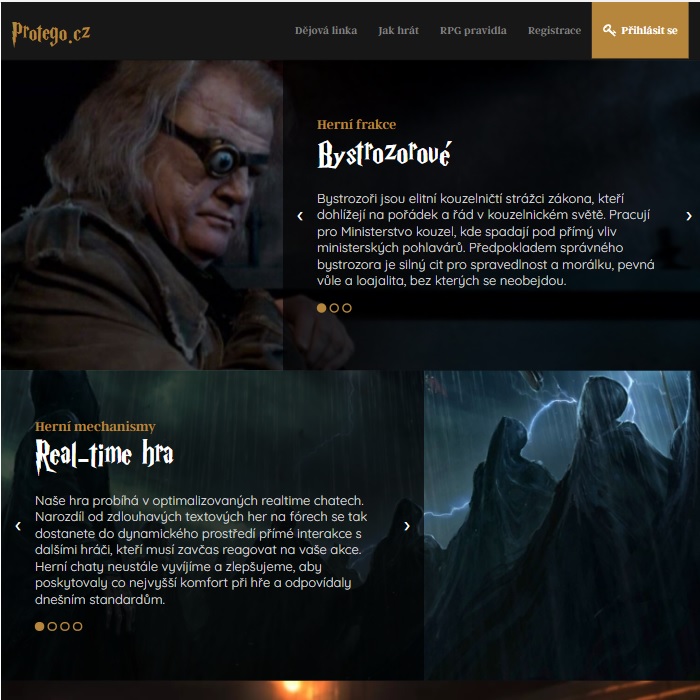 Protego.cz
Dějová linka
Jak hrát
RPG pravidla
Registrace
Přihlásit se
Herní frakce
Bystrozorové
Bystrozoři jsou elitní kouzelničtí strážci zákona, kteří
dohlížejí na pořádek a řád v kouzelnickém světě. Pracují
pro Ministerstvo kouzel, kde spadají pod přímý vliv
ministerských pohlavárů. Předpokladem správného
bystrozora je silný cit pro spravedlnost a morálku, pevná
vůle a loajalita, bez kterých se neobejdou.
Herní mechanismy
Real-time hra
Naše hra probíhá v optimalizovaných realtime chatech.
Narozdíl od zdlouhavých textových her na fórech se tak
dostanete do dynamického prostředí přímé interakce s
dalšími hráči, kteří musí zavčas reagovat na vaše akce.
Herní chaty neustále vyvíjíme a zlepšujeme, aby
poskytovaly co nejvyšší komfort při hře a odpovídaly
dnešním standardům.